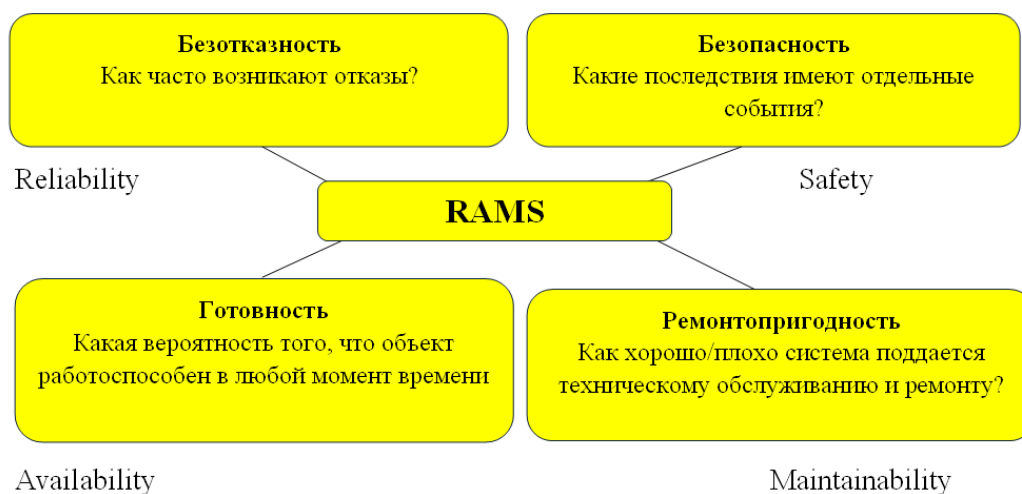 Безотказность
Как часто возникают отказы?
Безопасность
Какие последствия имеют отдельные
события?
Reliability
Safety
RAMS
Готовность
Какая вероятность того, что объект
работоспособен в любой момент времени
Ремонтопригодность
Как хорошо/плохо система поддается
техническому обслуживанию и ремонту?
Availability
Maintainability